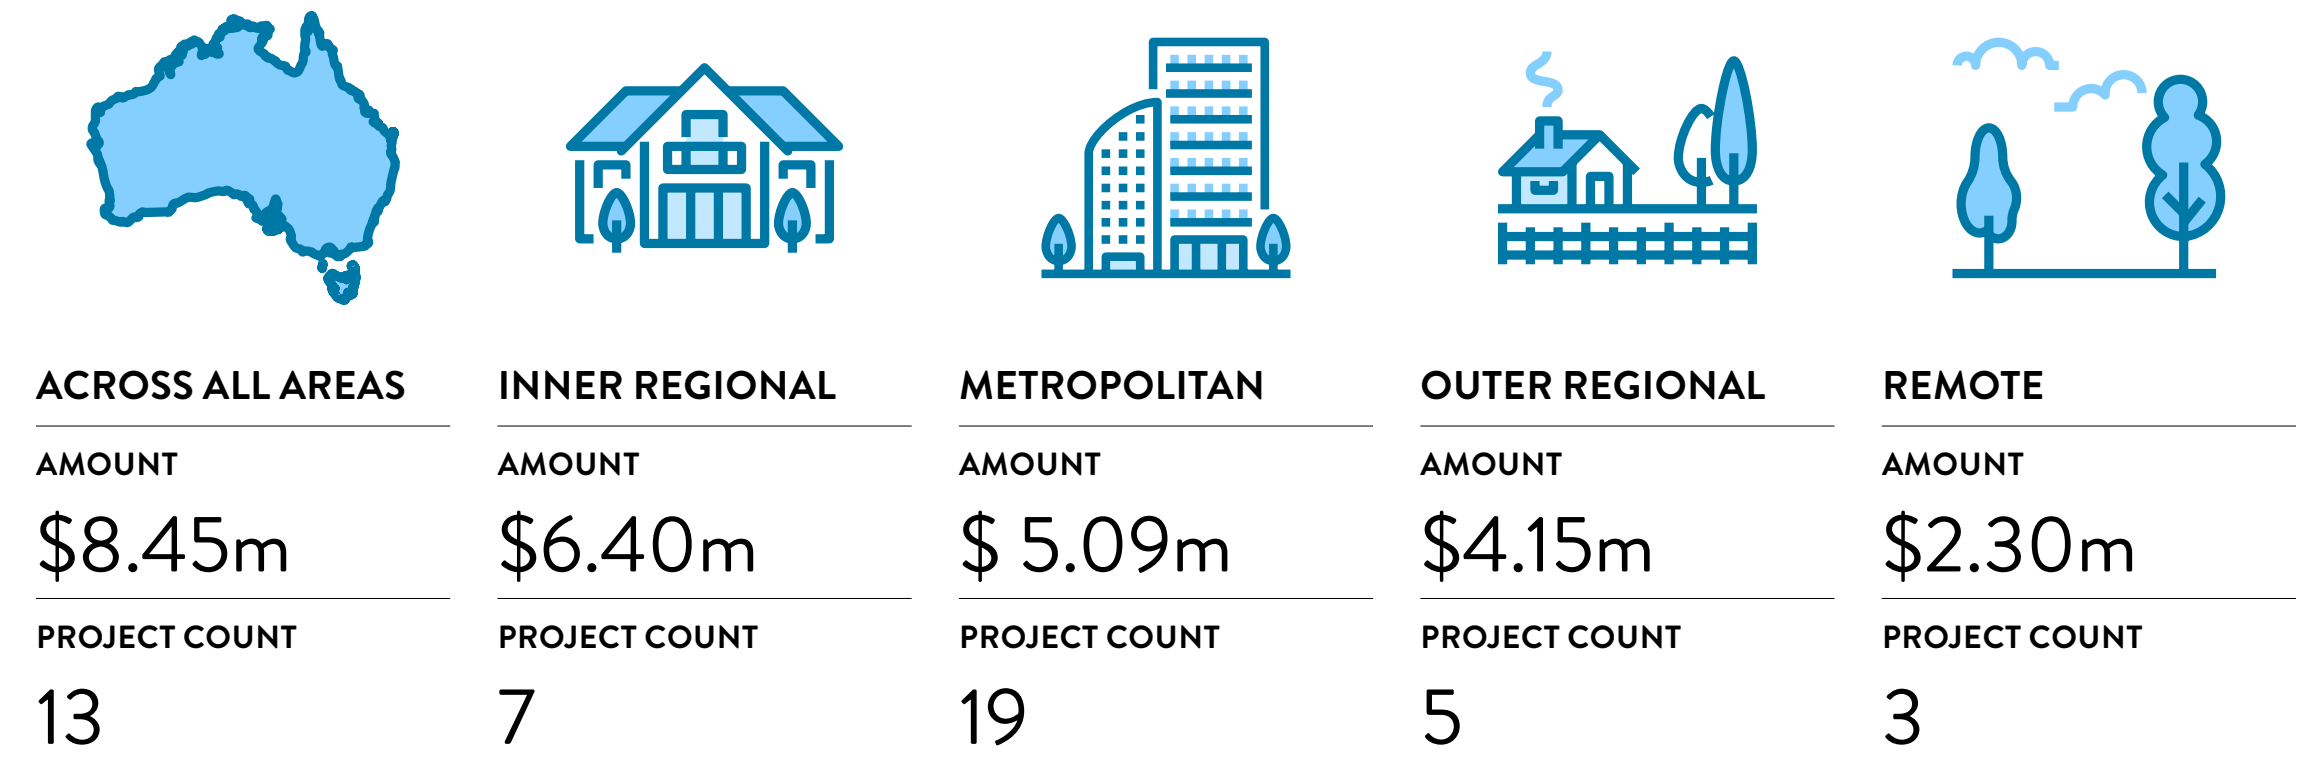 ACROSS ALL AREAS
AMOUNT
$8.45m
PROJECT COUNT
13
INNER REGIONAL
AMOUNT
$6.40m
PROJECT COUNT
7
METROPOLITAN
AMOUNT
$ 5.09m
PROJECT COUNT
19
OUTER REGIONAL
AMOUNT
$4.15m
PROJECT COUNT
5
REMOTE
AMOUNT
$2.30m
PROJECT COUNT
3